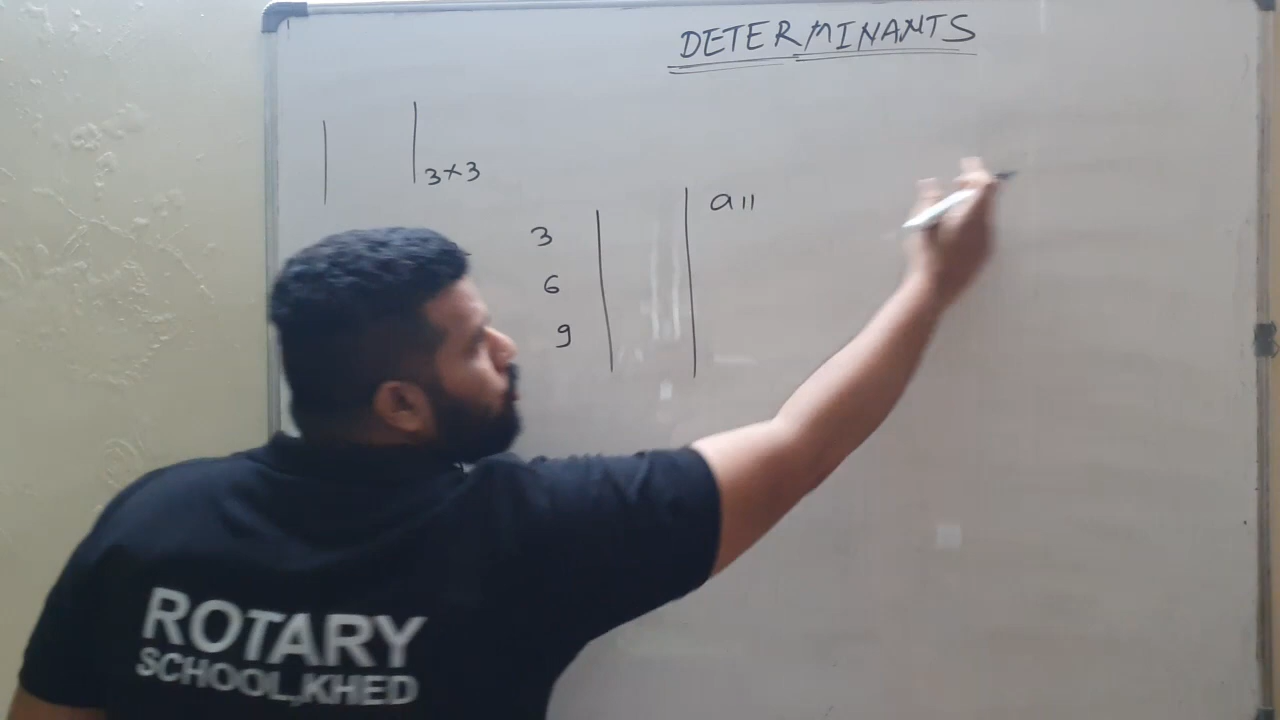 DETERMINANTS
3×3
a11
3
6
9
ROTARY
SCHOOL,KHED